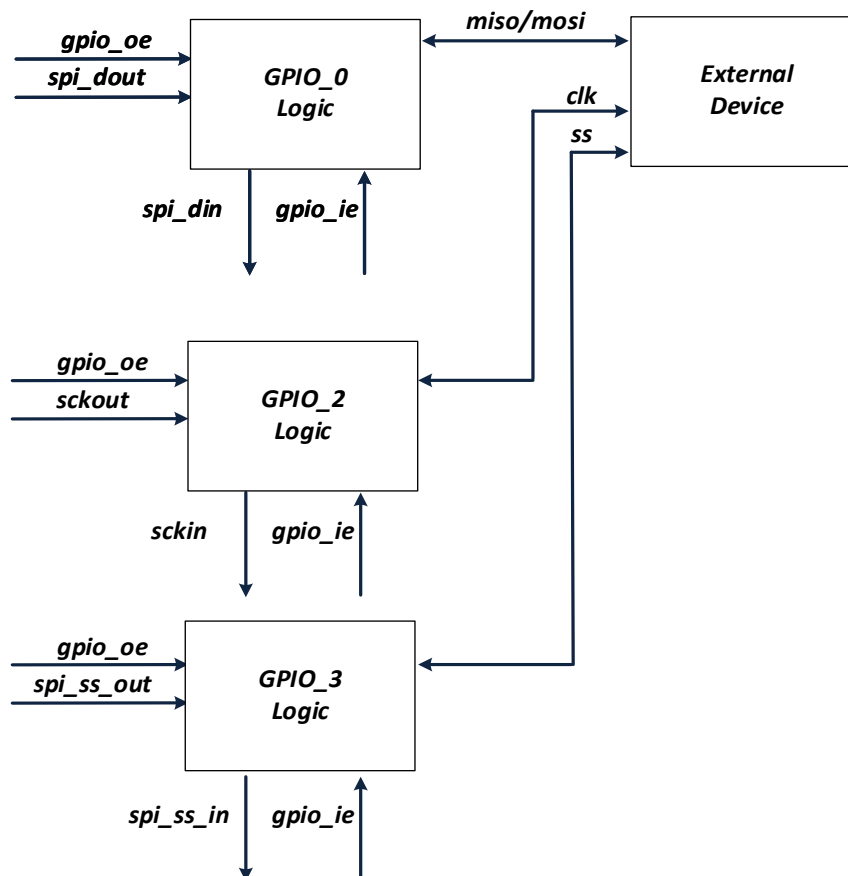 gpio_oe
spi_dout
GPIO_0
Logic
miso/mosi
External
Device
clk
ss
spi_din
gpio_ie
gpio_oe
sckout
GPIO_2
Logic
sckin
gpio_ie
gpio_oe
spi_ss_out
GPIO_3
Logic
spi_ss_in
gpio_ie